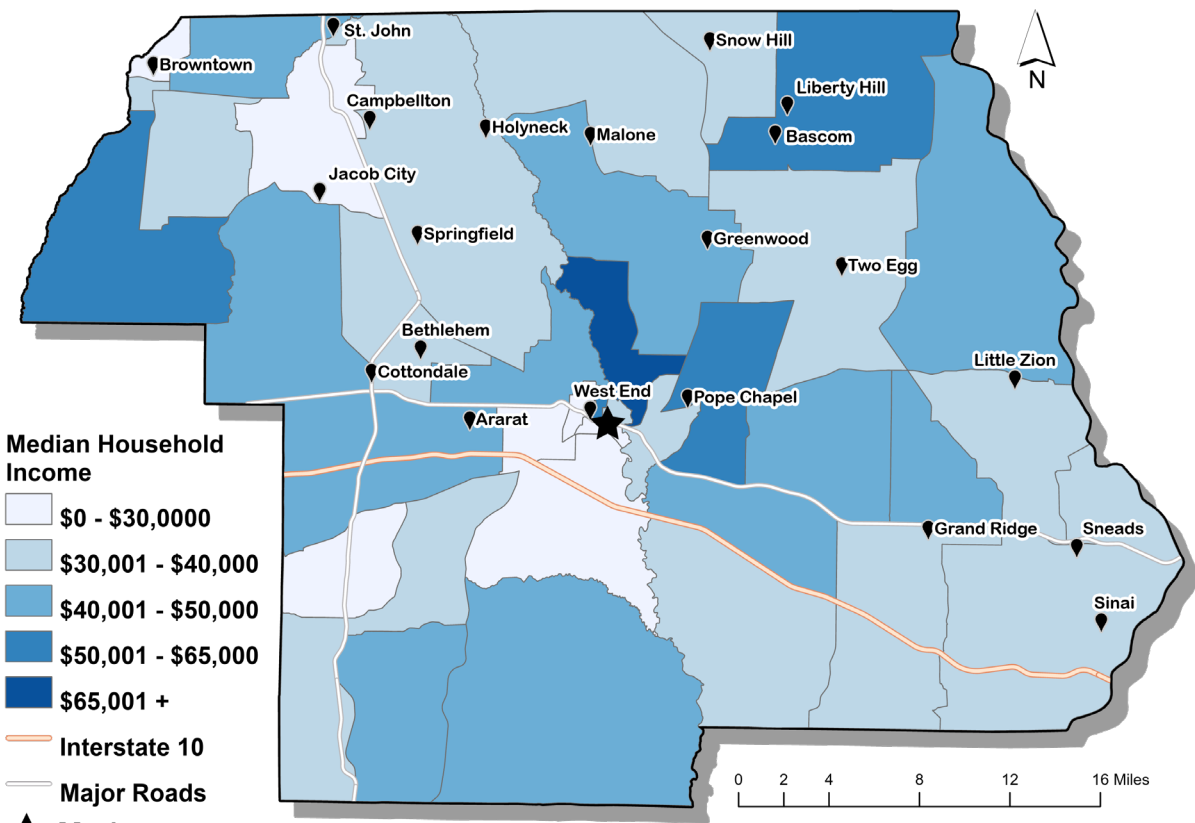 St. John
Snow Hill
Browntown
N
Liberty Hill
Campbellton
Holyneck
Malone
Bascom
Jacob City
Springfield
Greenwood
Two Egg
Bethlehem
Little Zion
Cottondale
West End
Pope Chapel
Ararat
Median Household
Income
$0 - $30,0000
$30,001 - $40,000
$40,001 - $50,000
$50,001 - $65,000
$65,001 +
Interstate 10
Major Roads
Grand Ridge
Sneads
Sinai
0 2 4 8 12 16 Miles